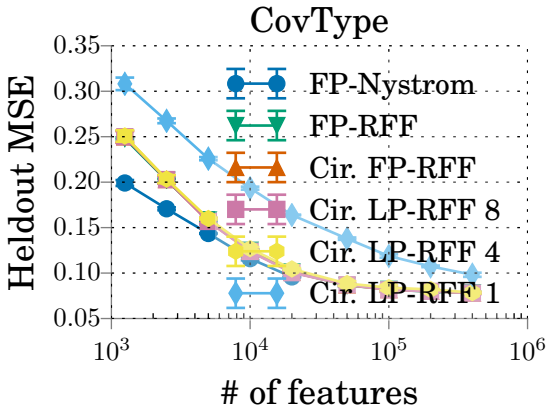 CovType
Heldout MSE
0.35
0.30
0.25
0.20
0.15
0.10
0.05
FP-Nystrom
FP-RFF
Cir. FP-RFF
Cir. LP-RFF 8
Cir. LP-RFF 4
Cir. LP-RFF 1
10³ 10⁴ 10⁵ 10⁶
# of features